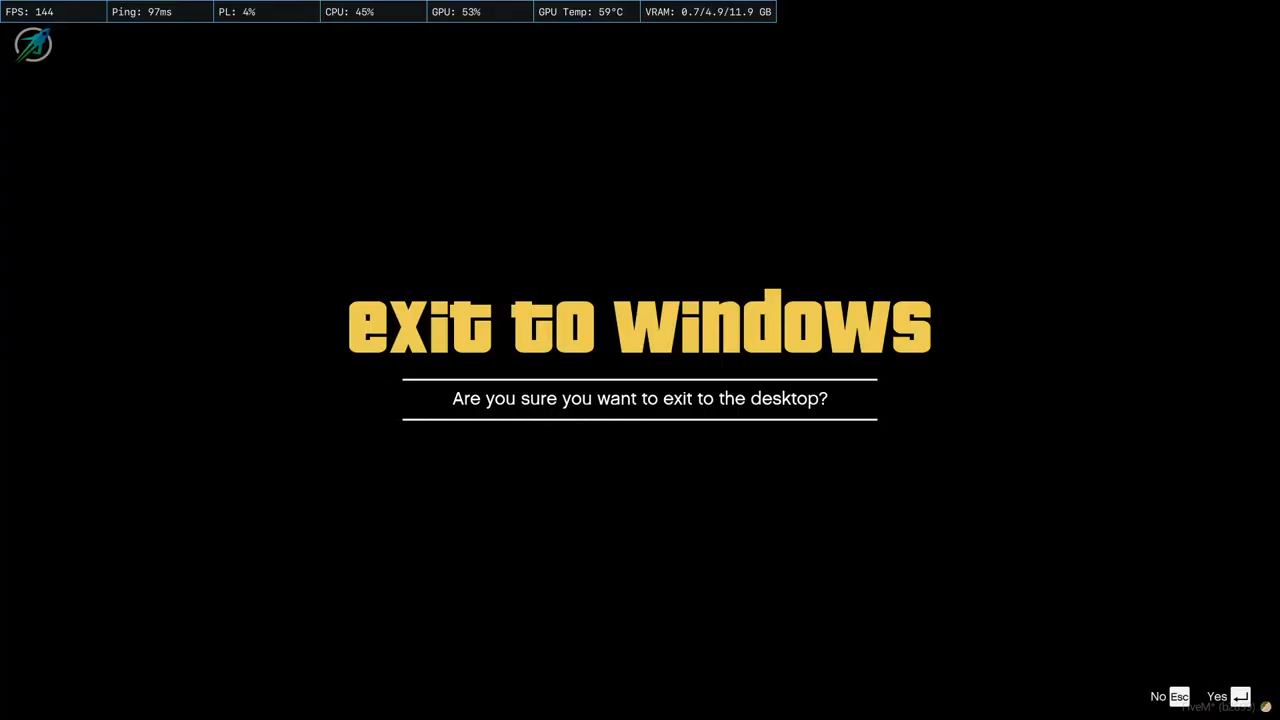 FPS: 144 Ping: 97ms PL: 4% CPU: 45% GPU: 53% GPU Temp: 59°C VRAM: 0.7/4.9/11.9 GB
exit to windows
Are you sure you want to exit to the desktop?
No Esc Yes